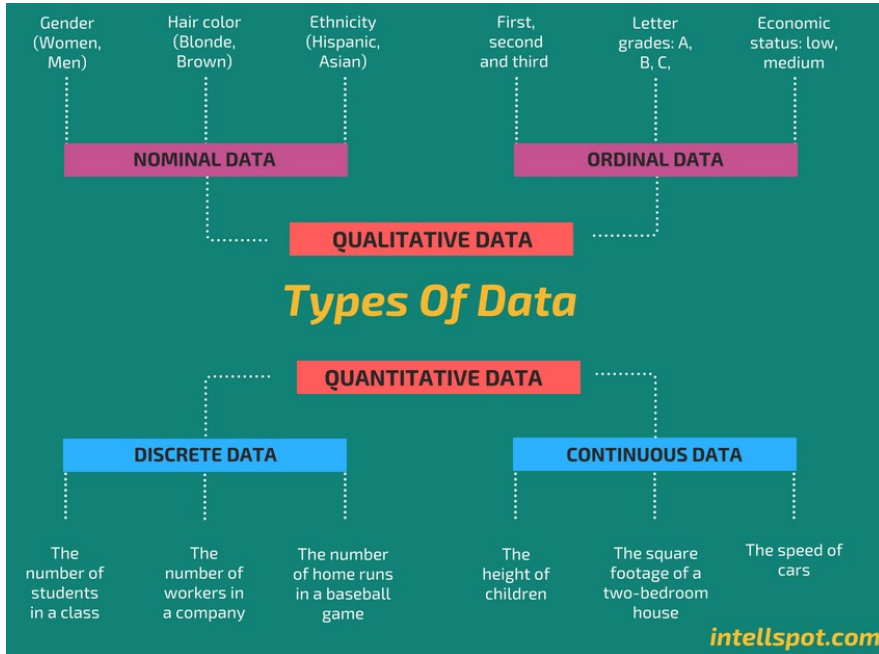 Gender
(Women,
Men)
Hair color
(Blonde,
Brown)
Ethnicity
(Hispanic,
Asian)
First,
second
and third
Letter
grades: A,
B, C,
Economic
status: low,
medium
NOMINAL DATA
ORDINAL DATA
QUALITATIVE DATA
Types Of Data
QUANTITATIVE DATA
DISCRETE DATA
CONTINUOUS DATA
The
number of
students
in a class
The
number of
workers in
a company
The number
of home runs
in a baseball
game
The
height of
children
The square
footage of a
two-bedroom
house
The speed of
cars
intellspot.com